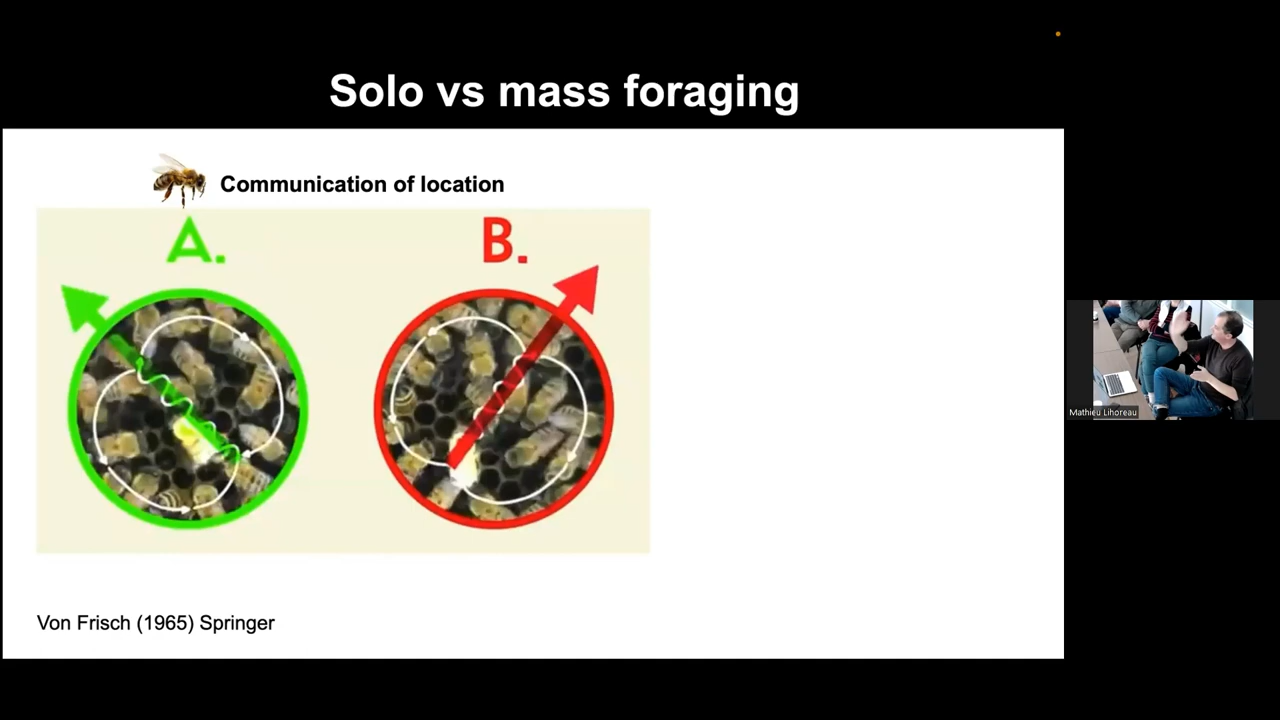 Solo vs mass foraging
Communication of location
A.
B.
Von Frisch (1965) Springer
Mathieu Lihoreau